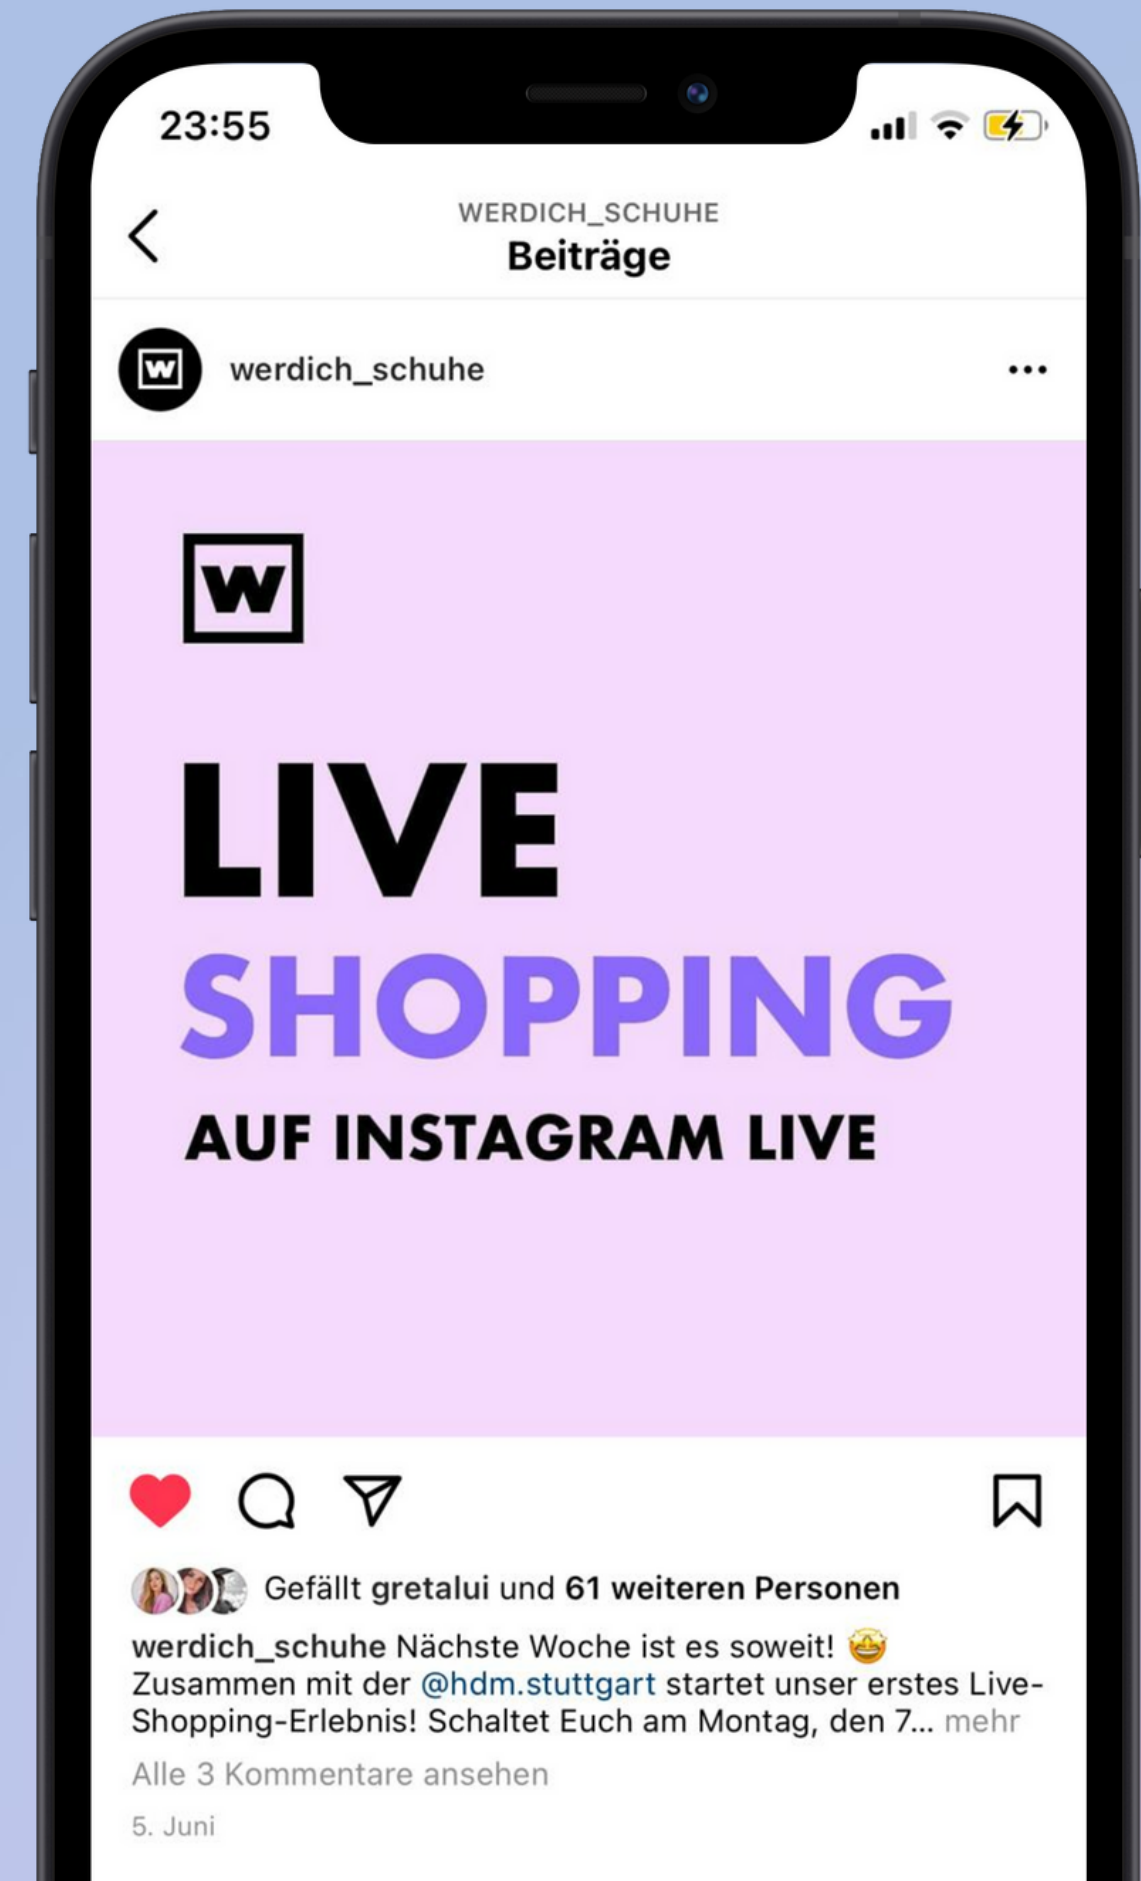 23:55
WERDICH_SCHUHE
Beiträge
W
werdich_schuhe
W
LIVE
SHOPPING
AUF INSTAGRAM LIVE
Gefällt gretalui und 61 weiteren Personen
werdich_schuhe Nächste Woche ist es soweit! 🤩
Zusammen mit der @hdm.stuttgart startet unser erstes Live-
Shopping-Erlebnis! Schaltet Euch am Montag, den 7... mehr
Alle 3 Kommentare ansehen
5. Juni